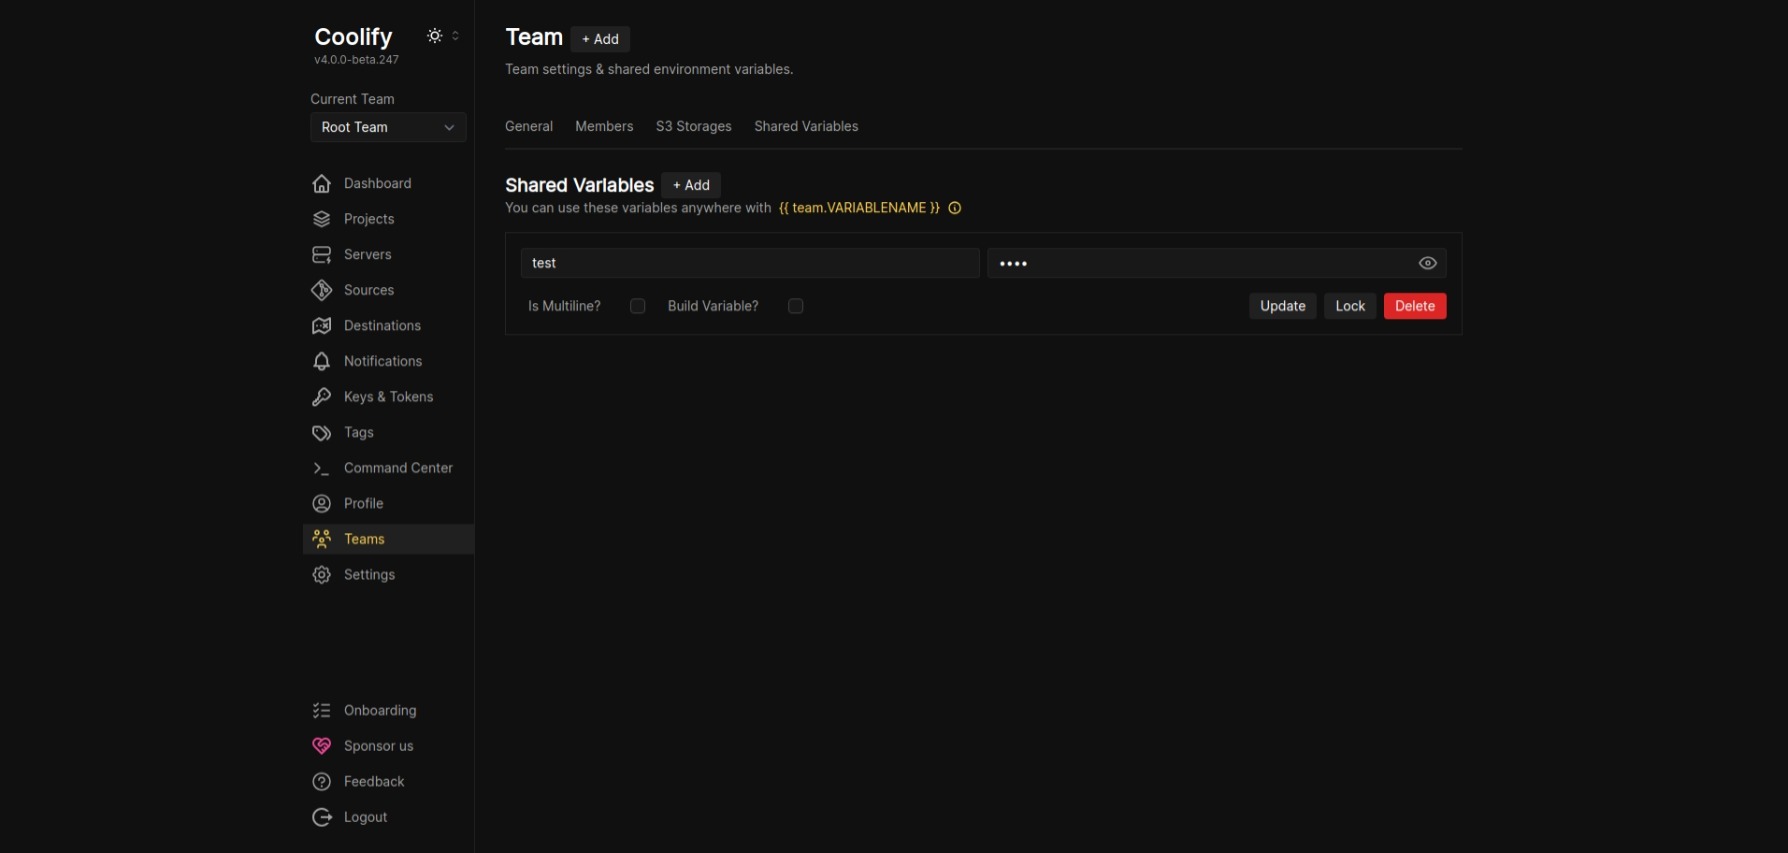 Coolify
v4.0.0-beta.247
Current Team
Root Team
Dashboard
Projects
Servers
Sources
Destinations
Notifications
Keys & Tokens
Tags
Command Center
Profile
Teams
Settings
Onboarding
Sponsor us
Feedback
Logout
Team + Add
Team settings & shared environment variables.
General Members S3 Storages Shared Variables
Shared Variables + Add
You can use these variables anywhere with {{ team.VARIABLENAME }}
test ••••
Is Multiline? Build Variable? Update Lock Delete